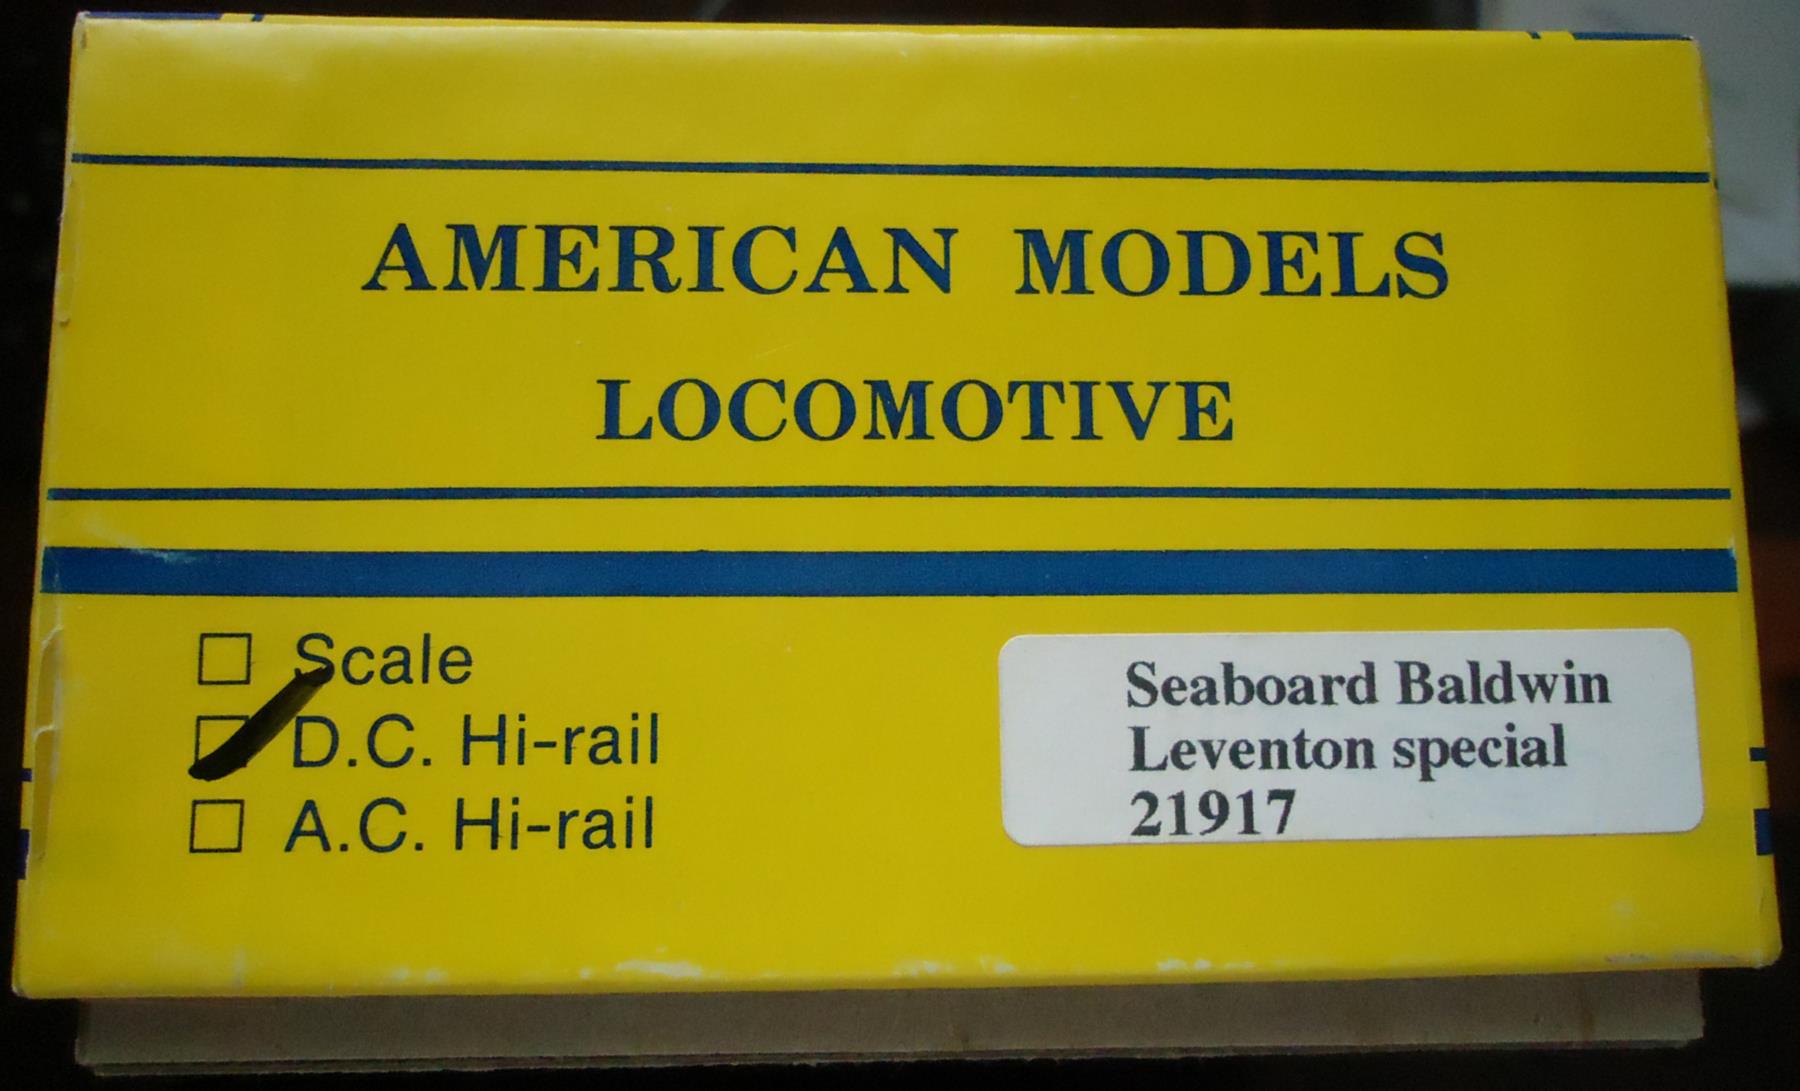 AMERICAN MODELS
LOCOMOTIVE
Scale
D.C. Hi-rail
A.C. Hi-rail
Seaboard Baldwin
Leventon special
21917